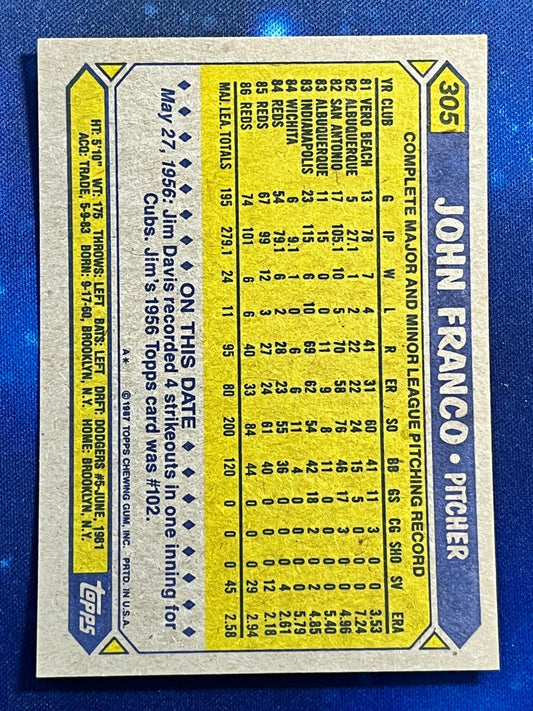 305
JOHN FRANCO • PITCHER
COMPLETE MAJOR AND MINOR LEAGUE PITCHING RECORD
YR CLUB G IP W L R ER SO BB GS CG SHO SV ERA
81 VERO BEACH 13 78 7 4 41 31 60 41 11 3 0 0 3.53
82 ALBUQUERQUE 5 27.1 1 2 22 22 24 15 5 0 0 0 7.24
82 SAN ANTONIO 17 105.1 10 5 70 58 76 46 17 3 0 0 4.96
83 ALBUQUERQUE 11 15 0 0 11 9 8 11 0 0 0 0 5.40
83 INDIANAPOLIS 23 115 6 10 69 62 54 42 18 2 0 2 4.85
84 WICHITA 6 9.1 1 0 6 6 11 4 0 0 0 0 5.79
84 REDS 54 79.1 6 2 28 23 55 36 0 0 0 4 2.61
85 REDS 67 99 12 3 27 24 61 40 0 0 0 12 2.18
86 REDS 74 101 6 6 40 33 84 44 0 0 0 29 2.94
MAJ. LEA. TOTALS 195 279.1 24 11 95 80 200 120 0 0 0 45 2.58
ON THIS DATE
May 27, 1956: Jim Davis recorded 4 strikeouts in one inning for
Cubs. Jim's 1956 Topps card was #102.
A* © 1987 TOPPS CHEWING GUM, INC. PRTD. IN U.S.A.
HT: 5'10" WT: 175 THROWS: LEFT BATS: LEFT DRFT: DODGERS #5-JUNE, 1981
ACQ: TRADE, 5-9-83 BORN: 9-17-60, BROOKLYN, N.Y. HOME: BROOKLYN, N.Y.
TOPPS